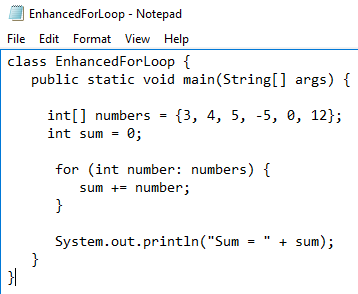 EnhancedForLoop - Notepad
File Edit Format View Help
class EnhancedForLoop {
   public static void main(String[] args) {

     int[] numbers = {3, 4, 5, -5, 0, 12};
     int sum = 0;

      for (int number: numbers) {
         sum += number;
      }

      System.out.println("Sum = " + sum);
   }
}